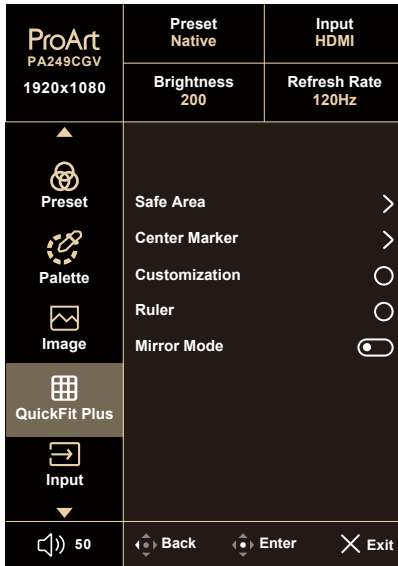 ProArt
PA249CGV
1920x1080
Preset
Native
Input
HDMI
Brightness
200
Refresh Rate
120Hz
Preset
Palette
Image
QuickFit Plus
Input
Safe Area
Center Marker
Customization
Ruler
Mirror Mode
50
Back
Enter
Exit